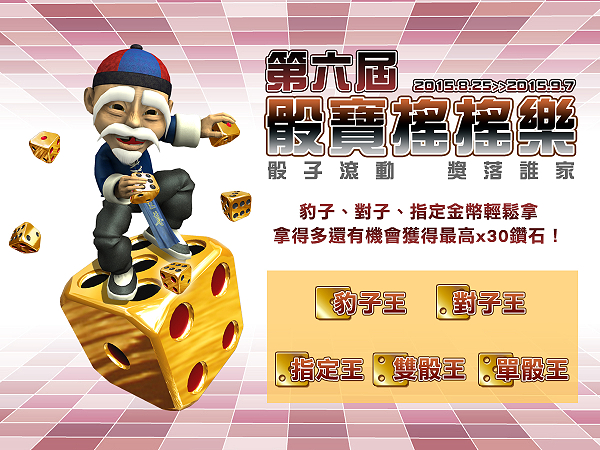 第六屆
2015.8.25>>2015.9.7
骰寶搖搖樂
骰子滾動 獎落誰家
豹子、對子、指定金幣輕鬆拿
拿得多還有機會獲得最高x30鑽石！
豹子王 對子王
指定王 雙骰王 單骰王